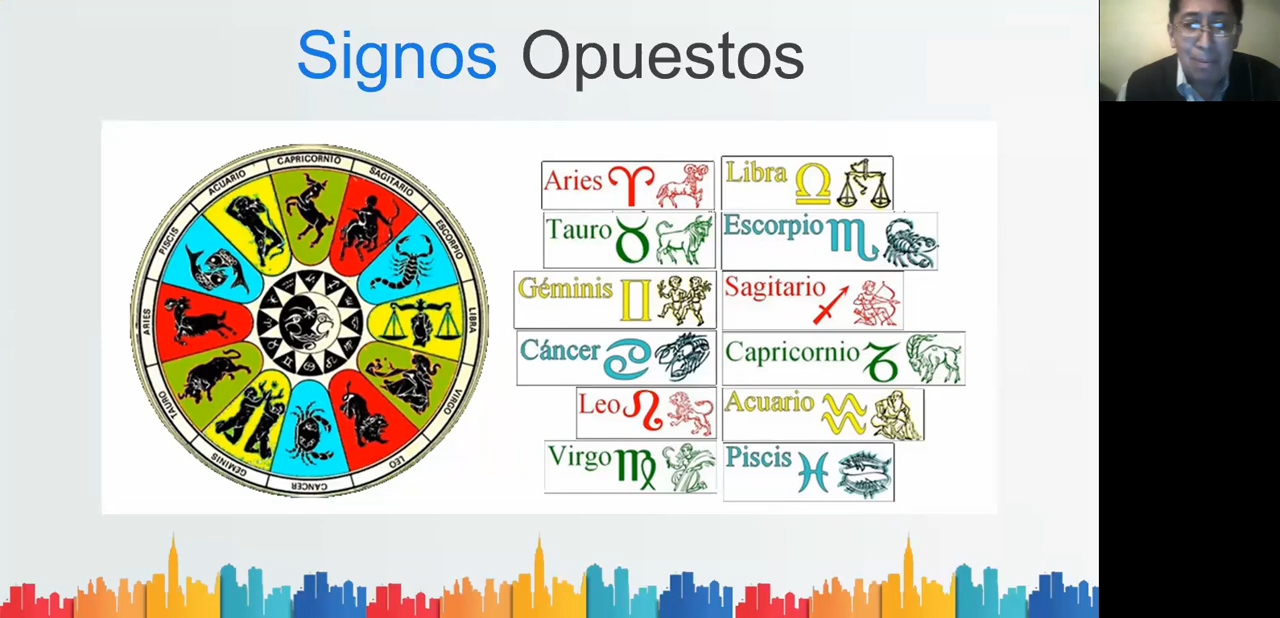 Signos Opuestos
CAPRICORNIO
SAGITARIO
ESCORPIO
LIBRA
VIRGO
LEO
CANCER
GEMINIS
TAURO
ARIES
PISCIS
ACUARIO
Aries
Libra
Tauro
Escorpio
Géminis
Sagitario
Cáncer
Capricornio
Leo
Acuario
Virgo
Piscis